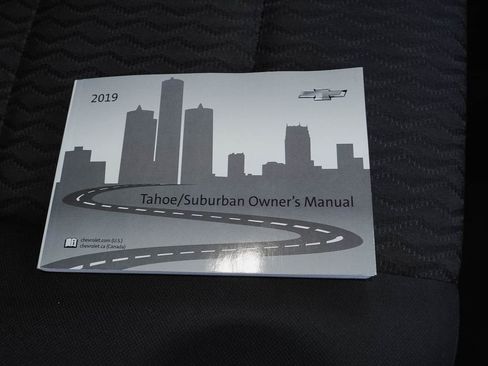 2019
Tahoe/Suburban Owner's Manual
chevrolet.com (U.S.)
chevrolet.ca (Canada)